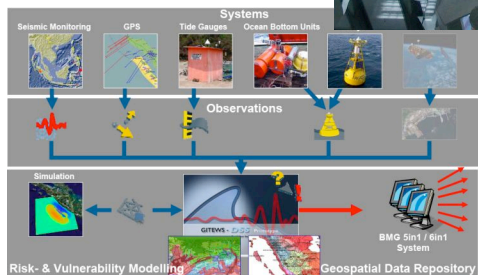 Systems
Seismic Monitoring GPS Tide Gauges Ocean Bottom Units
Observations
Simulation
?
!
GITEWS - DSS
BMG 5in1 / 6in1
System
Risk- & Vulnerability Modelling
Geospatial Data Repository